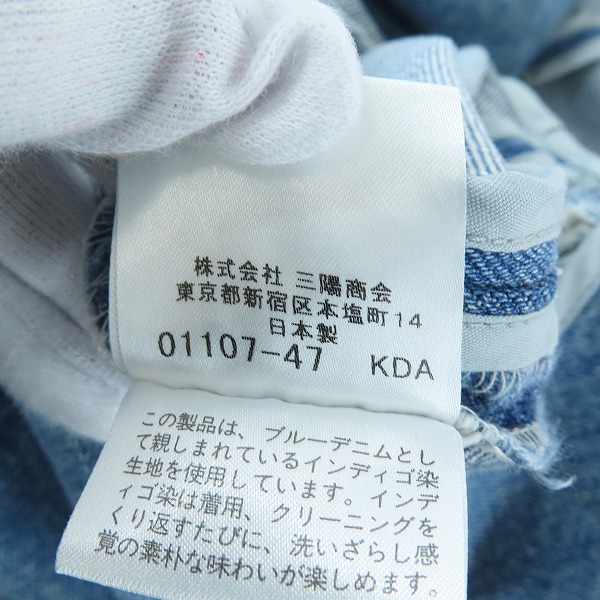 株式会社 三陽商会
東京都新宿区本塩町14
日本製
01107-47 KDA
この製品は、ブルーデニムとし
て親しまれているインディゴ染
生地を使用しています。インデ
ィゴ染は着用、クリーニングを
くり返すたびに、洗いざらし感
覚の素朴な味わいが楽しめます。